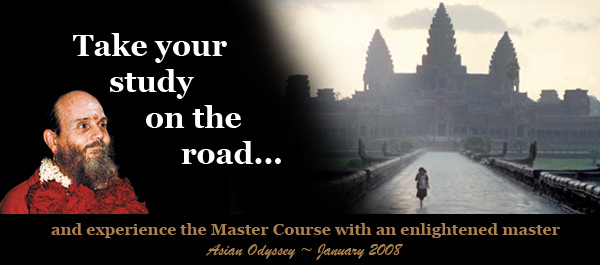 Take your
study
on the
road...
and experience the Master Course with an enlightened master
Asian Odyssey ~ January 2008